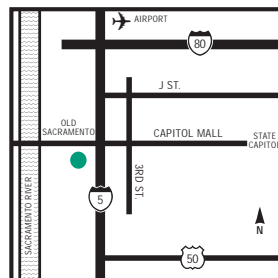 AIRPORT
80
J ST.
OLD
SACRAMENTO
CAPITOL MALL
STATE
CAPITOL
3RD ST.
SACRAMENTO RIVER
5
N
50